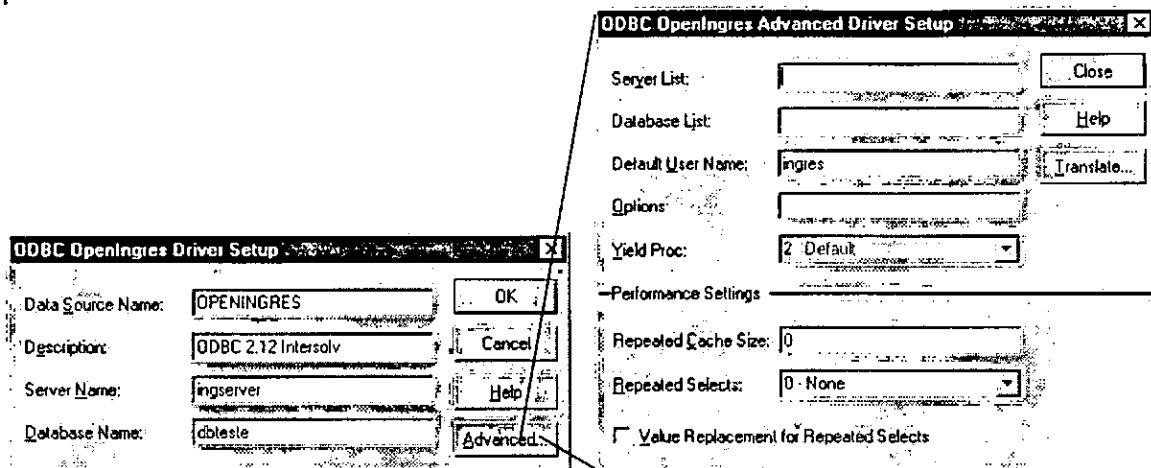 ODBC OpenIngres Advanced Driver Setup
Server List:
Close
Database List:
Help
Default User Name: ingres
Translate...
Options:
Yield Proc: 2 - Default
Performance Settings
Repeated Cache Size: 0
Repeated Selects: 0 - None
Value Replacement for Repeated Selects
ODBC OpenIngres Driver Setup
Data Source Name: OPENINGRES
OK
Description: ODBC 2.12 Intersolv
Cancel
Server Name: ingserver
Help
Database Name: dbteste
Advanced...